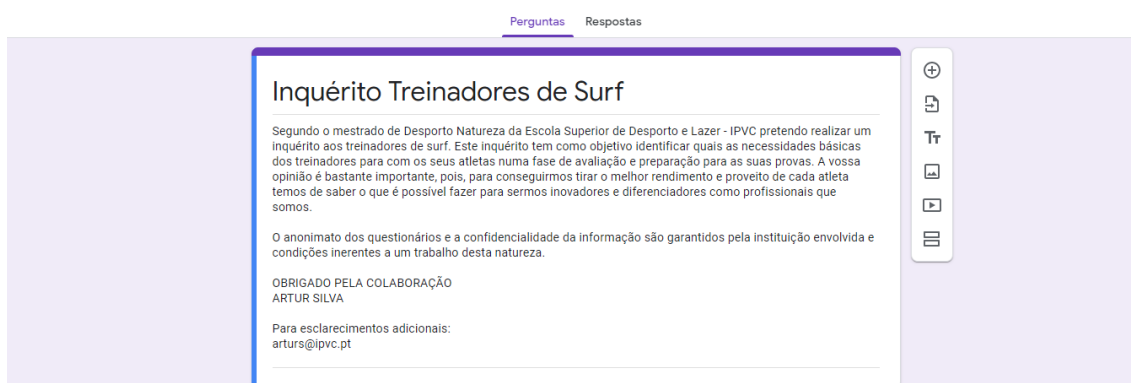 Perguntas Respostas
Inquérito Treinadores de Surf
Segundo o mestrado de Desporto Natureza da Escola Superior de Desporto e Lazer - IPVC pretendo realizar um
inquérito aos treinadores de surf. Este inquérito tem como objetivo identificar quais as necessidades básicas
dos treinadores para com os seus atletas numa fase de avaliação e preparação para as suas provas. A vossa
opinião é bastante importante, pois, para conseguirmos tirar o melhor rendimento e proveito de cada atleta
temos de saber o que é possível fazer para sermos inovadores e diferenciadores como profissionais que
somos.
O anonimato dos questionários e a confidencialidade da informação são garantidos pela instituição envolvida e
condições inerentes a um trabalho desta natureza.
OBRIGADO PELA COLABORAÇÃO
ARTUR SILVA
Para esclarecimentos adicionais:
arturs@ipvc.pt